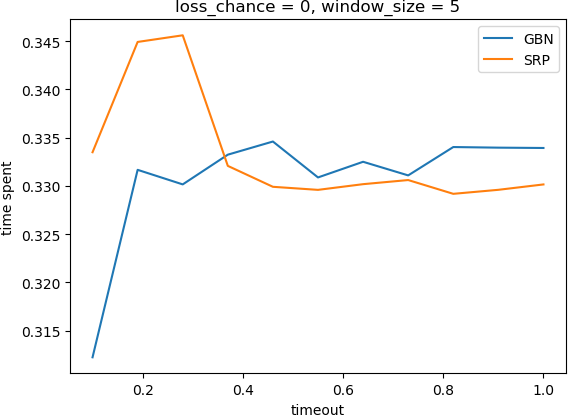 loss_chance = 0, window_size = 5
GBN
SRP
time spent
0.345
0.340
0.335
0.330
0.325
0.320
0.315
0.2
0.4
0.6
0.8
1.0
timeout